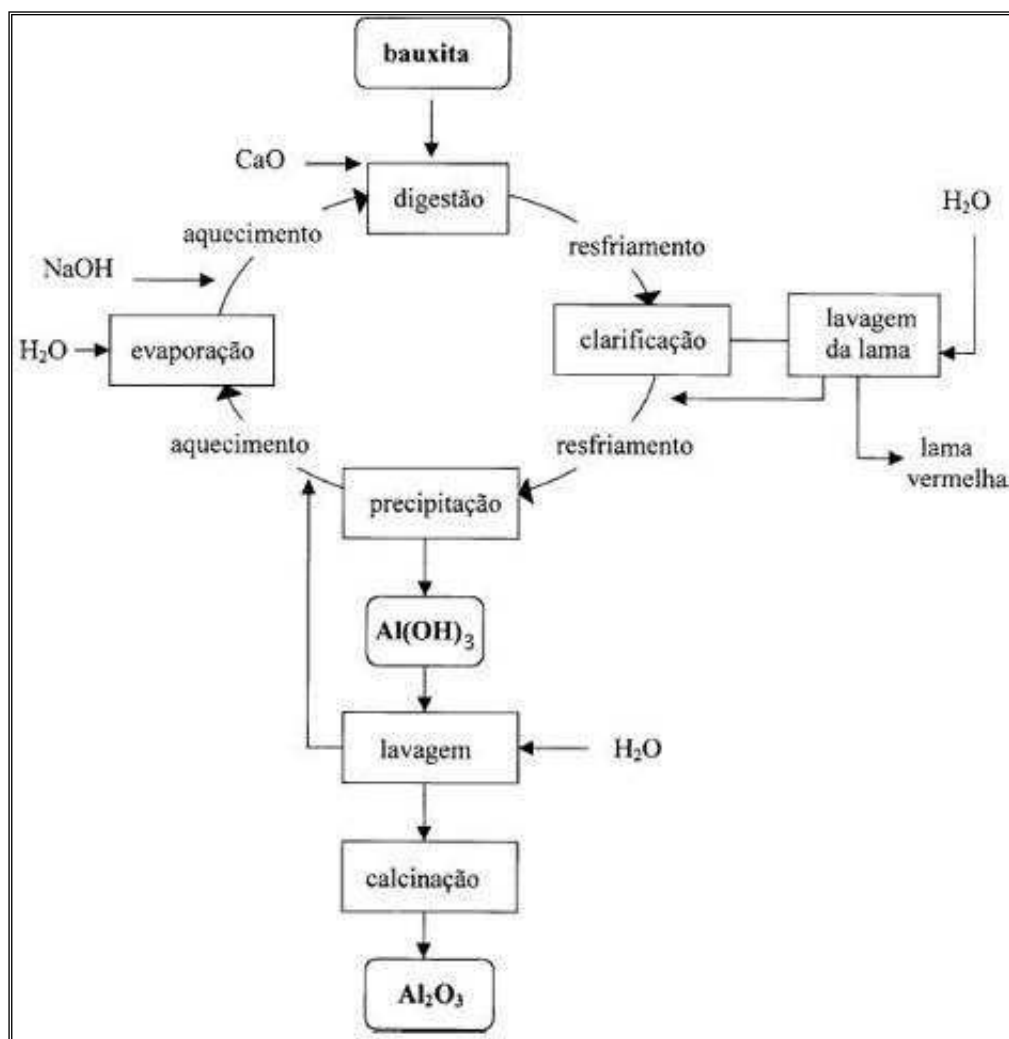 bauxita
CaO
digestão
H₂O
aquecimento
resfriamento
NaOH
lavagem
da lama
H₂O
evaporação
clarificação
aquecimento
resfriamento
lama
vermelha
precipitação
Al(OH)₃
lavagem
H₂O
calcinação
Al₂O₃